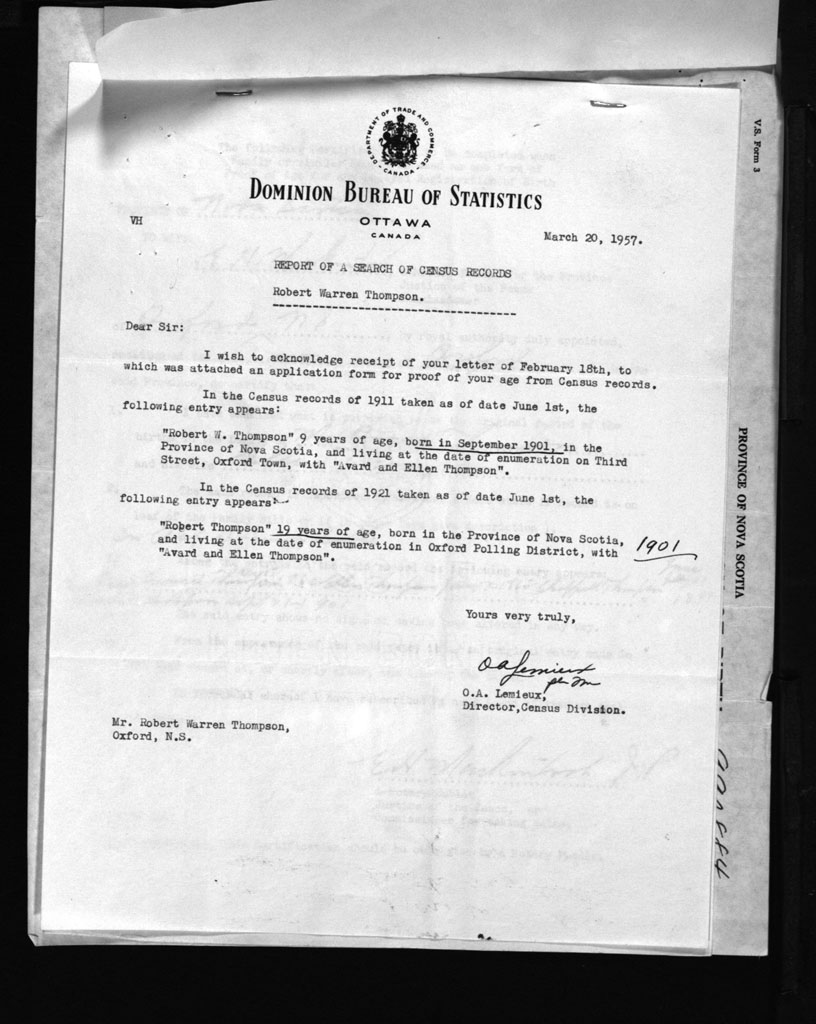 DEPARTMENT OF TRADE AND COMMERCE
CANADA
DOMINION BUREAU OF STATISTICS
OTTAWA
CANADA
VH
March 20, 1957.
REPORT OF A SEARCH OF CENSUS RECORDS
Robert Warren Thompson.
Dear Sir:
I wish to acknowledge receipt of your letter of February 18th, to
which was attached an application form for proof of your age from Census records.
In the Census records of 1911 taken as of date June 1st, the
following entry appears:
"Robert W. Thompson" 9 years of age, born in September 1901, in the
Province of Nova Scotia, and living at the date of enumeration on Third
Street, Oxford Town, with "Avard and Ellen Thompson".
In the Census records of 1921 taken as of date June 1st, the
following entry appears:-
"Robert Thompson" 19 years of age, born in the Province of Nova Scotia,
and living at the date of enumeration in Oxford Polling District, with
"Avard and Ellen Thompson".
1901
Yours very truly,
O A Lemieux
O.A. Lemieux,
Director,Census Division.
Mr. Robert Warren Thompson,
Oxford, N.S.
V.S. Form 3
PROVINCE OF NOVA SCOTIA